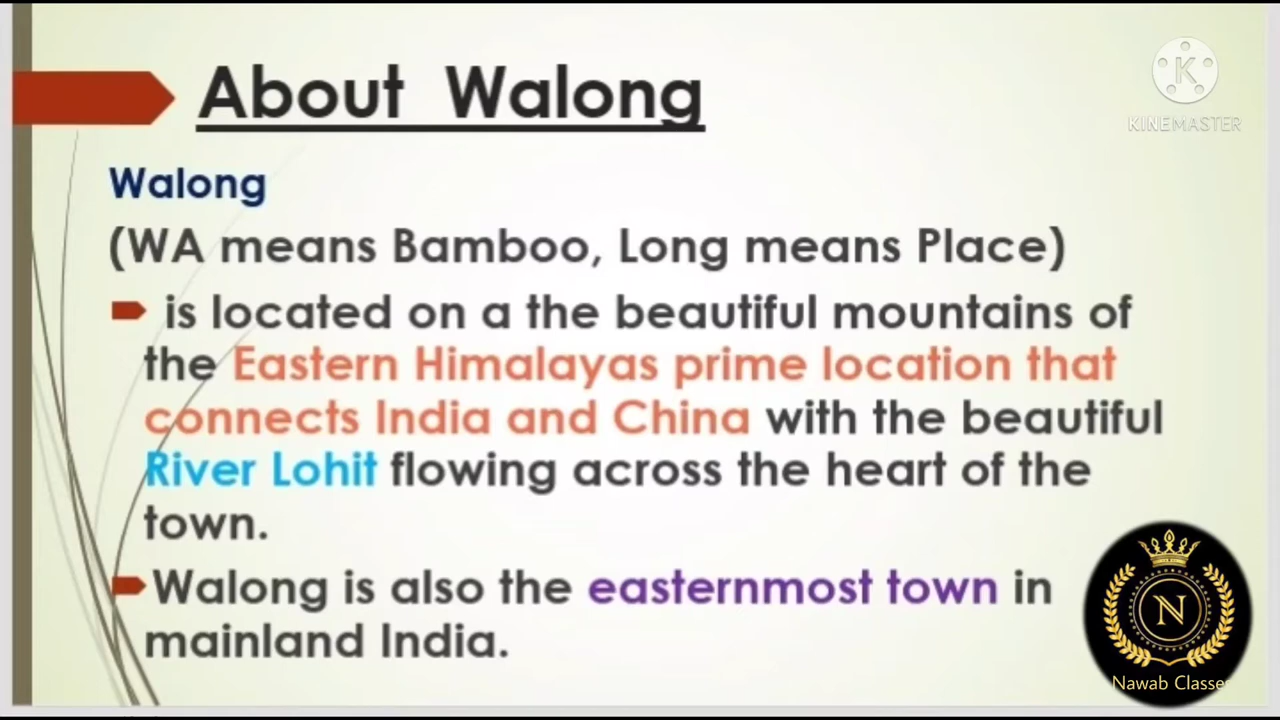 About Walong
KINEMASTER
Walong
(WA means Bamboo, Long means Place)
is located on a the beautiful mountains of
the Eastern Himalayas prime location that
connects India and China with the beautiful
River Lohit flowing across the heart of the
town.
Walong is also the easternmost town in
mainland India.
N
Nawab Classes